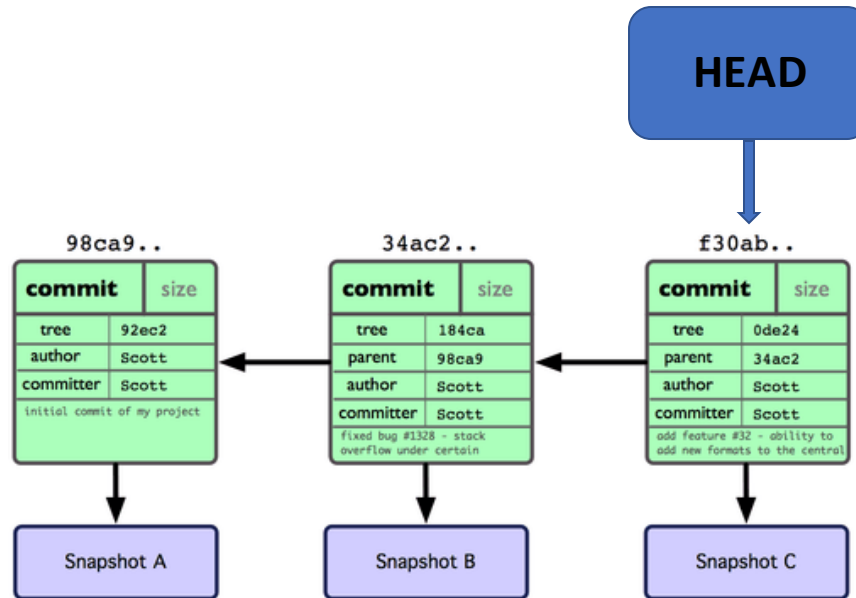 HEAD
98ca9..
34ac2..
f30ab..
commit size
tree 92ec2
author Scott
committer Scott
initial commit of my project
commit size
tree 184ca
parent 98ca9
author Scott
committer Scott
fixed bug #1328 - stack
overflow under certain
commit size
tree 0de24
parent 34ac2
author Scott
committer Scott
add feature #32 - ability to
add new formats to the central
Snapshot A
Snapshot B
Snapshot C